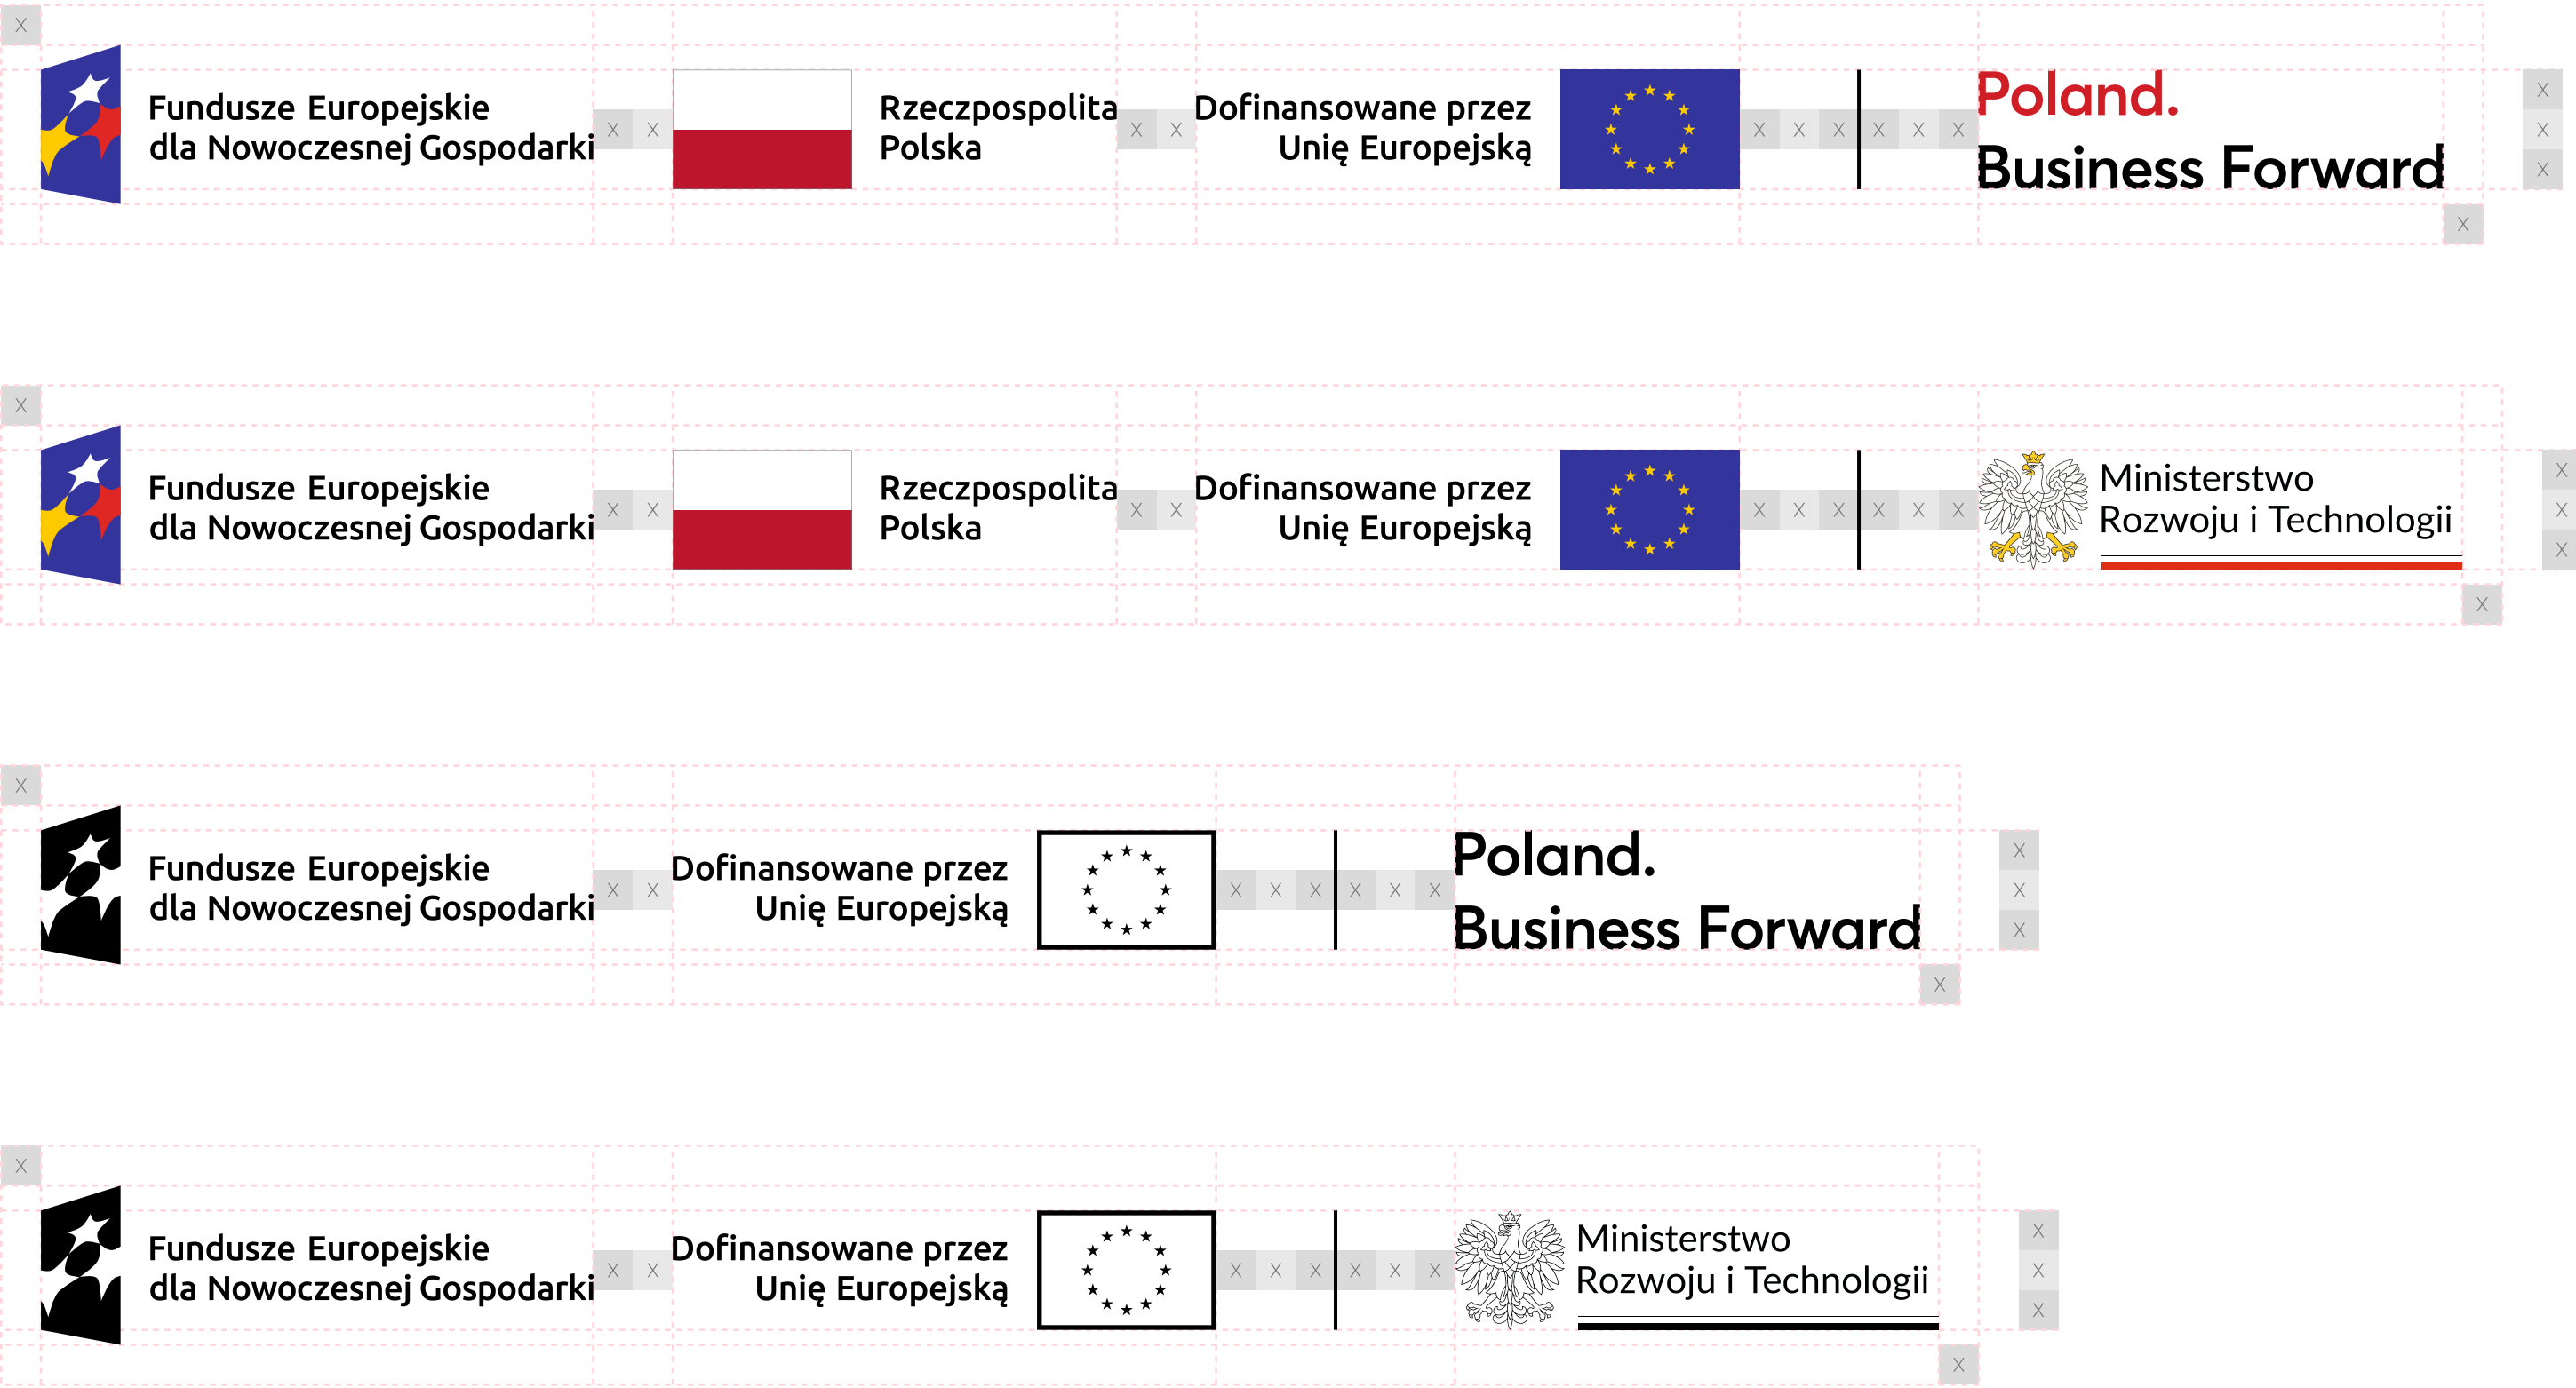 X
Fundusze Europejskie
dla Nowoczesnej Gospodarki
X X
Rzeczpospolita
Polska
X X
Dofinansowane przez
Unię Europejską
X X X X X X
Poland.
Business Forward
X
X
X
X
X
Fundusze Europejskie
dla Nowoczesnej Gospodarki
X X
Rzeczpospolita
Polska
X X
Dofinansowane przez
Unię Europejską
X X X X X X
Ministerstwo
Rozwoju i Technologii
X
X
X
X
X
Fundusze Europejskie
dla Nowoczesnej Gospodarki
X X
Dofinansowane przez
Unię Europejską
X X X X X X
Poland.
Business Forward
X
X
X
X
X
Fundusze Europejskie
dla Nowoczesnej Gospodarki
X X
Dofinansowane przez
Unię Europejską
X X X X X X
Ministerstwo
Rozwoju i Technologii
X
X
X
X